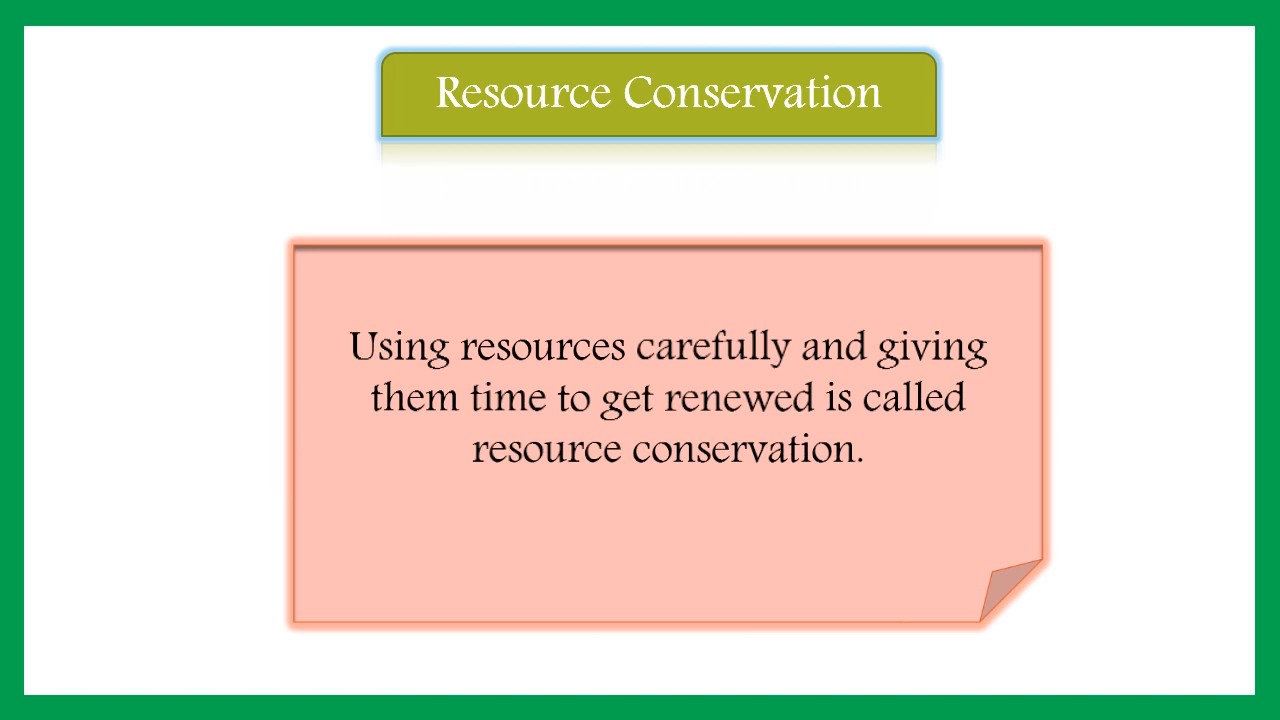 Resource Conservation
Using resources carefully and giving
them time to get renewed is called
resource conservation.